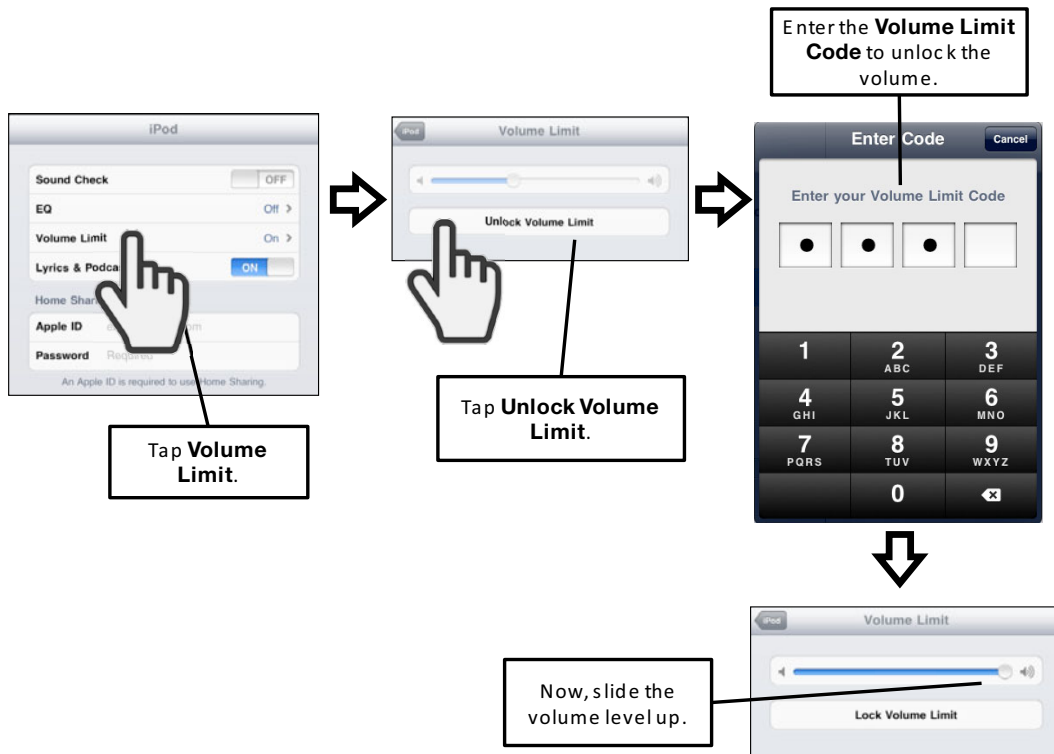 Enter the Volume Limit
Code to unlock the
volume.
iPod
Sound Check OFF
EQ Off >
Volume Limit On >
Lyrics & Podca ON
Home Shar
Apple ID om
Password Required
An Apple ID is required to use Home Sharing.
Tap Volume
Limit.
iPod Volume Limit
Unlock Volume Limit
Tap Unlock Volume
Limit.
Enter Code Cancel
Enter your Volume Limit Code
1 2 3
ABC DEF
4 5 6
GHI JKL MNO
7 8 9
PQRS TUV WXYZ
0
iPod Volume Limit
Lock Volume Limit
Now, slide the
volume level up.